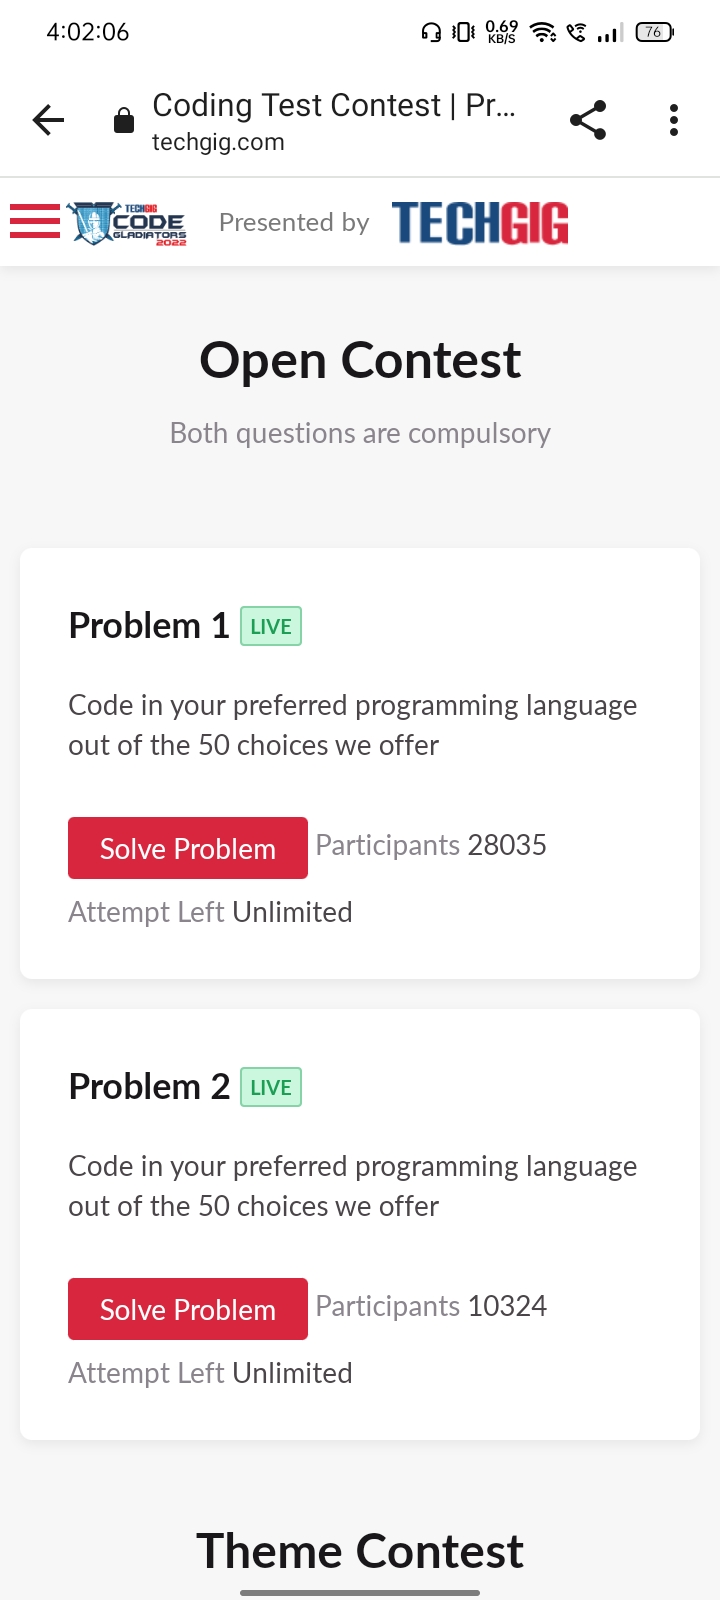 4:02:06
0.69
KB/S
76
Coding Test Contest | Pr...
techgig.com
TECHGIG
CODE
GLADIATORS
2022
Presented by
TECHGIG
Open Contest
Both questions are compulsory
Problem 1 LIVE
Code in your preferred programming language
out of the 50 choices we offer
Solve Problem Participants 28035
Attempt Left Unlimited
Problem 2 LIVE
Code in your preferred programming language
out of the 50 choices we offer
Solve Problem Participants 10324
Attempt Left Unlimited
Theme Contest